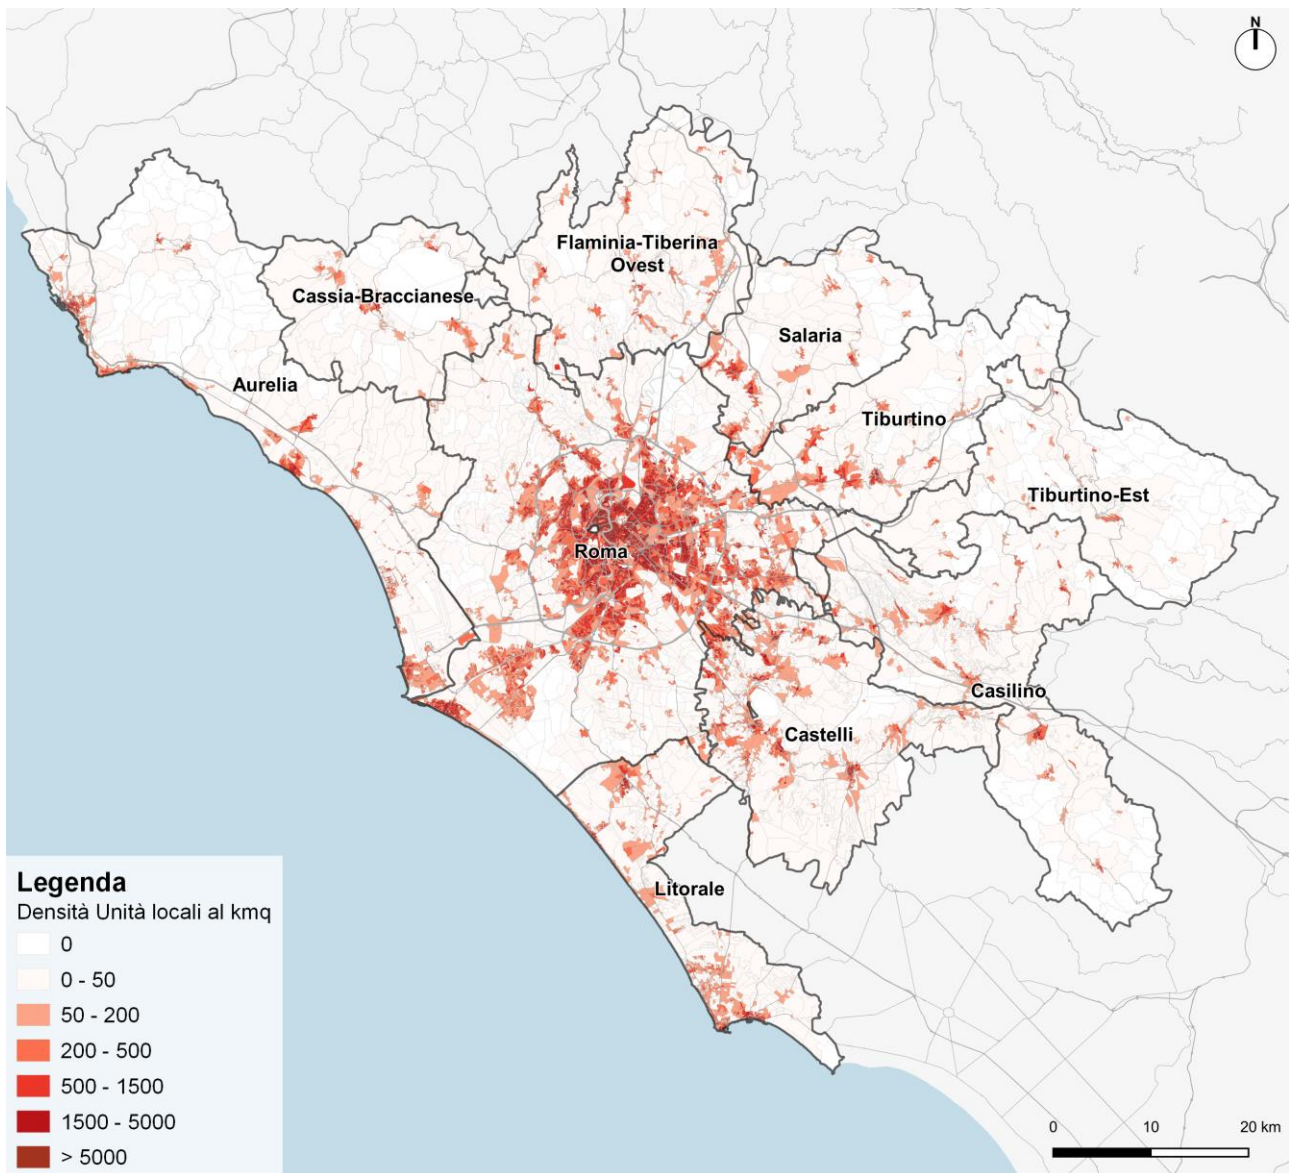 N
Flaminia-Tiberina
Ovest
Cassia-Braccianese
Salaria
Aurelia
Tiburtino
Tiburtino-Est
Roma
Casilino
Castelli
Litorale
Legenda
Densità Unità locali al kmq
0
0 - 50
50 - 200
200 - 500
500 - 1500
1500 - 5000
> 5000
0 10 20 km